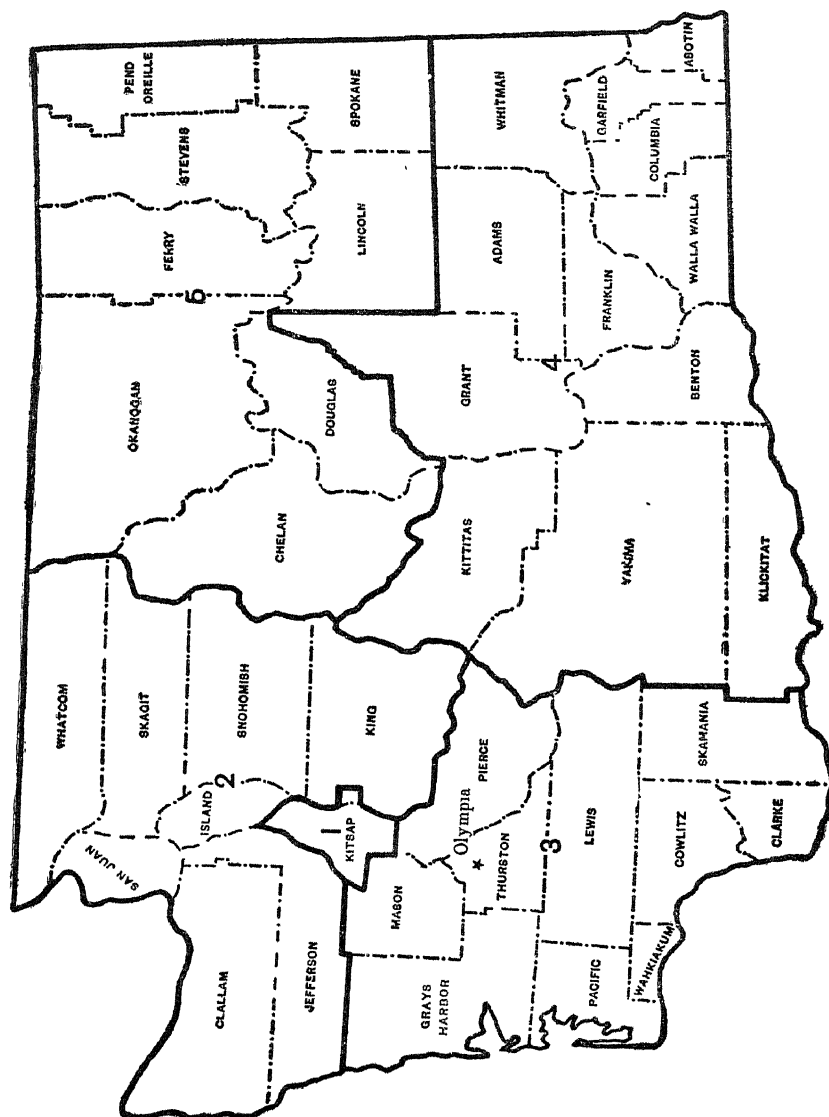 WHATCOM
SAN JUAN
SKAGIT
ISLAND
2
SNOHOMISH
KING
1
KITSAP
CLALLAM
JEFFERSON
OKANOGAN
CHELAN
DOUGLAS
FERRY
5
STEVENS
PEND
OREILLE
SPOKANE
LINCOLN
GRAYS
HARBOR
MASON
Olympia
THURSTON
PIERCE
3
LEWIS
PACIFIC
WAHKIAKUM
COWLITZ
SKAMANIA
CLARKE
KITTITAS
GRANT
4
ADAMS
WHITMAN
YAKIMA
KLICKITAT
BENTON
FRANKLIN
WALLA WALLA
COLUMBIA
GARFIELD
ASOTIN